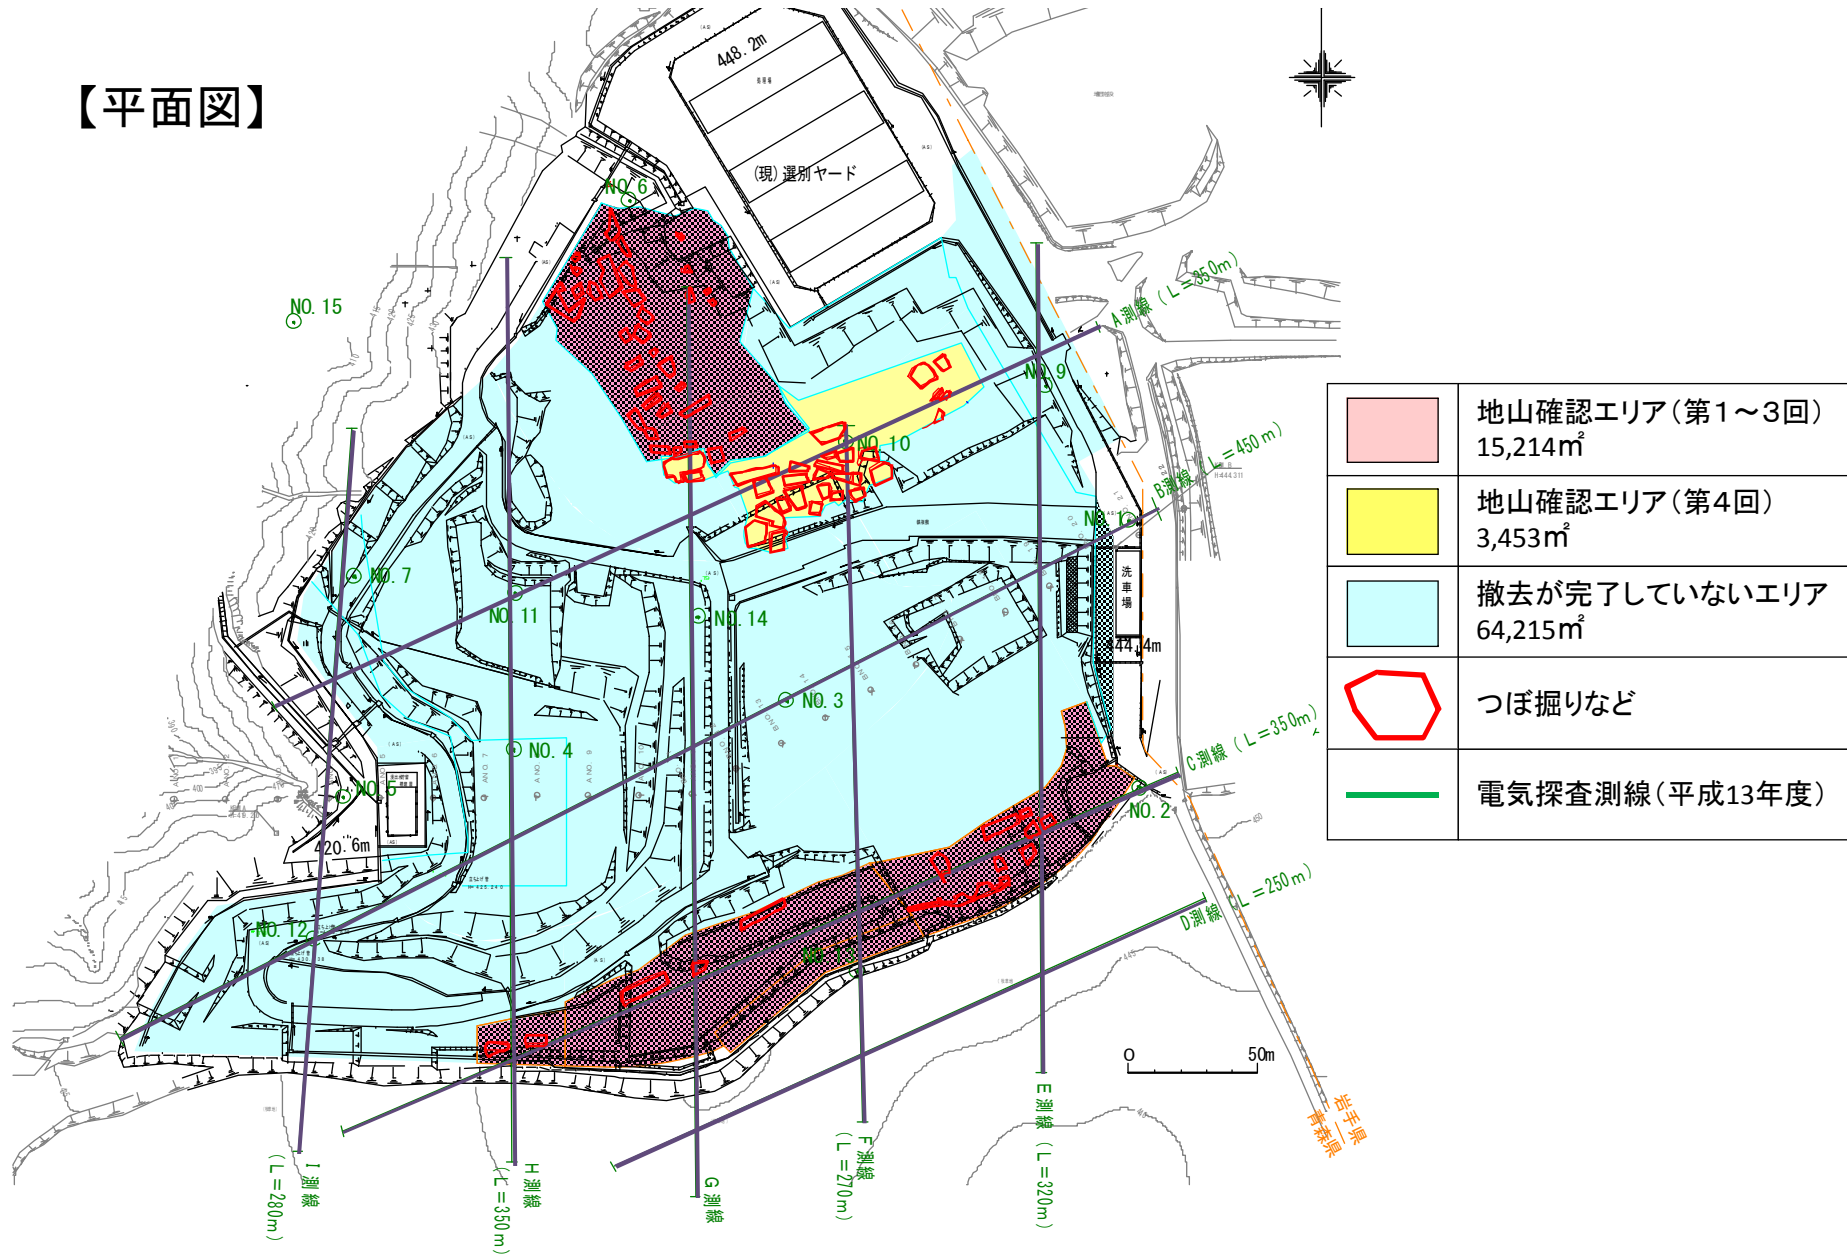 【平面図】
448.2m
(現)選別ヤード
NO.6
NO.15
A測線(L=350m)
NO.9
NO.10
B測線(L=450m)
NO.1
洗車場
NO.7
NO.11
NO.14
44.4m
NO.3
NO.4
C測線(L=350m)
NO.5
NO.2
420.6m
NO.12
NO.13
D測線(L=250m)
0 50m
岩手県
青森県
I測線
(L=280m)
H測線
(L=350m)
G測線
F測線
(L=270m)
E測線(L=320m)
地山確認エリア(第1～3回)
15,214㎡
地山確認エリア(第4回)
3,453㎡
撤去が完了していないエリア
64,215㎡
つぼ掘りなど
電気探査測線(平成13年度)